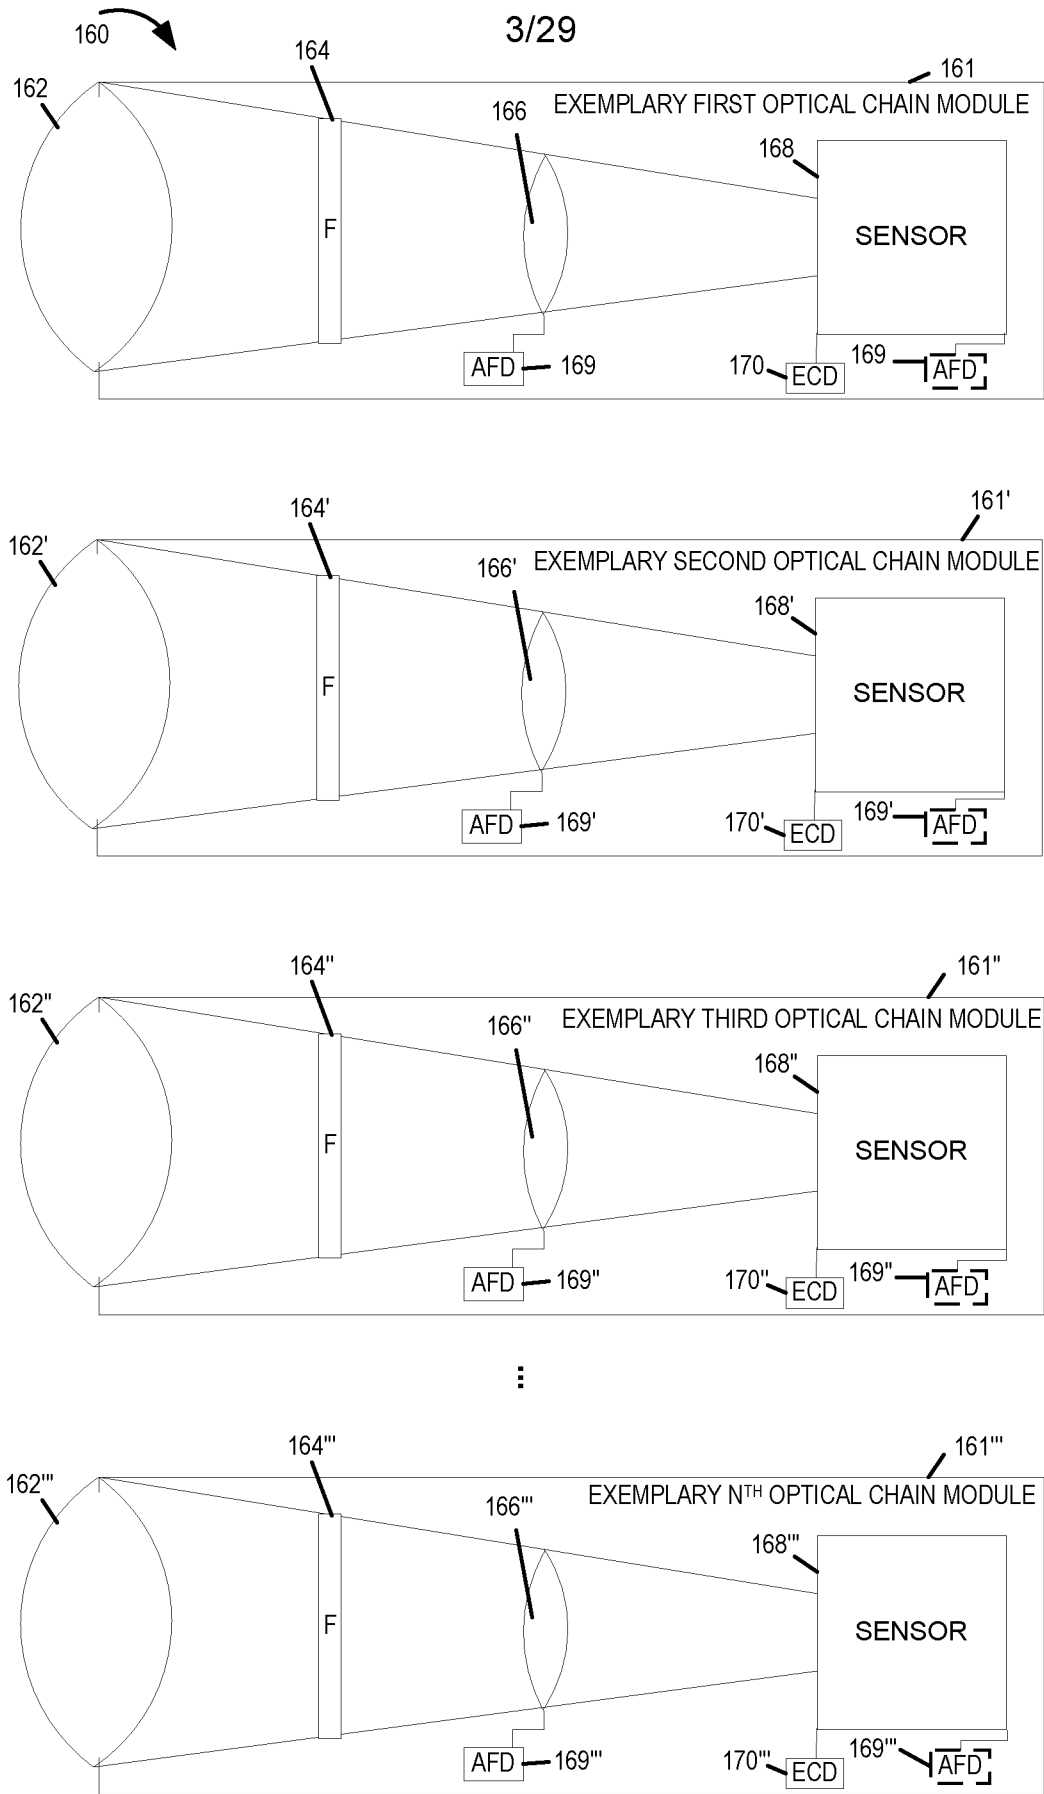 3/29
160
164
162
161
EXEMPLARY FIRST OPTICAL CHAIN MODULE
166
168
F
SENSOR
AFD
169
170
ECD
169
AFD
164'
161'
162'
EXEMPLARY SECOND OPTICAL CHAIN MODULE
166'
168'
F
SENSOR
AFD
169'
170'
ECD
169'
AFD
164"
161"
162"
EXEMPLARY THIRD OPTICAL CHAIN MODULE
166"
168"
F
SENSOR
AFD
169"
170"
ECD
169"
AFD
...
164'''
161'''
162'''
EXEMPLARY NTH OPTICAL CHAIN MODULE
166'''
168'''
F
SENSOR
AFD
169'''
170'''
ECD
169'''
AFD